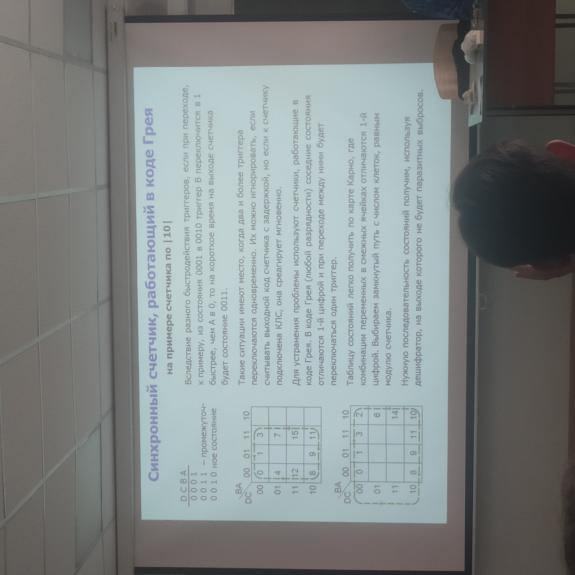 Синхронный счетчик, работающий в коде Грея
на примере счетчика по |10|
D C B A
0 0 0 1
0 0 1 1 — промежуточ-
0 0 1 0 ное состояние
Вследствие разного быстродействия триггеров, если при переходе,
к примеру, из состояния 0001 в 0010 триггер B переключится в 1
быстрее, чем A в 0, то на короткое время на выходе счетчика
будет состояние 0011.
Такие ситуации имеют место, когда два и более триггера
переключаются одновременно. Их можно игнорировать, если
считывать выходной код счетчика с задержкой, но если к счетчику
подключена КЛС, она среагирует мгновенно.
Для устранения проблемы используют счетчики, работающие в
коде Грея. В коде Грея (любой разрядности) соседние состояния
отличаются 1-й цифрой и при переходе между ними будет
переключаться один триггер.
BA
DC 00 01 11 10
00 0 1 3
01 4 7
11 12 15
10 8 9 11
Таблицу состояний легко получить по карте Карно, где
комбинации переменных в смежных ячейках отличаются 1-й
цифрой. Выбираем замкнутый путь с числом клеток, равным
модулю счетчика.
Нужную последовательность состояний получим, используя
дешифратор, на выходе которого не будет паразитных выбросов.
BA
DC 00 01 11 10
00 0 1 3 2
01 6
11 14
10 8 9 11 10